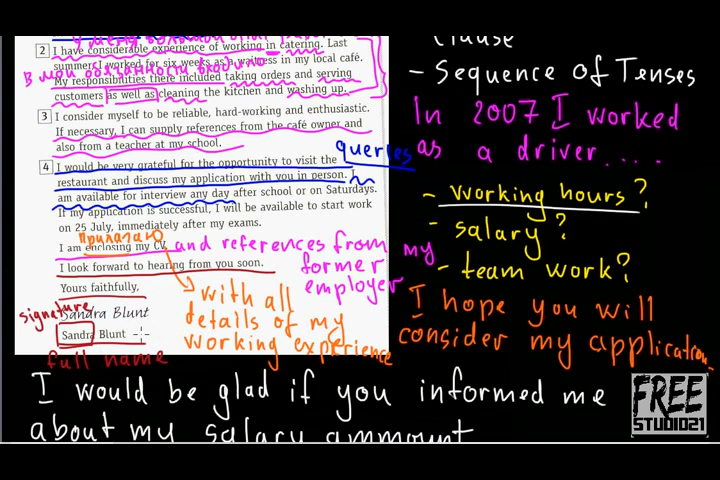 у меня большой опыт
2 I have considerable experience of working in catering. Last
summer I worked for six weeks as a waitress in my local café.
в мои обязанности входило
My responsibilities there included taking orders and serving
customers as well as cleaning the kitchen and washing up.
3 I consider myself to be reliable, hard-working and enthusiastic.
If necessary, I can supply references from the café owner and
also from a teacher at my school.
queries
4 I would be very grateful for the opportunity to visit the
restaurant and discuss my application with you in person. I
am available for interview any day after school or on Saturdays.
If my application is successful, I will be available to start work
on 25 July, immediately after my exams.
прилагаю
I am enclosing my CV. and references from my
former
employer
I look forward to hearing from you soon.
Yours faithfully,
signature
Sandra Blunt
Sandra Blunt
full name
with all
details of my
working experience
Clause
- Sequence of Tenses
In 2007 I worked
as a driver....
- working hours?
- salary?
- team work?
I hope you will
consider my application.
I would be glad if you informed me
about my salary ammount
FREE
STUDIO21